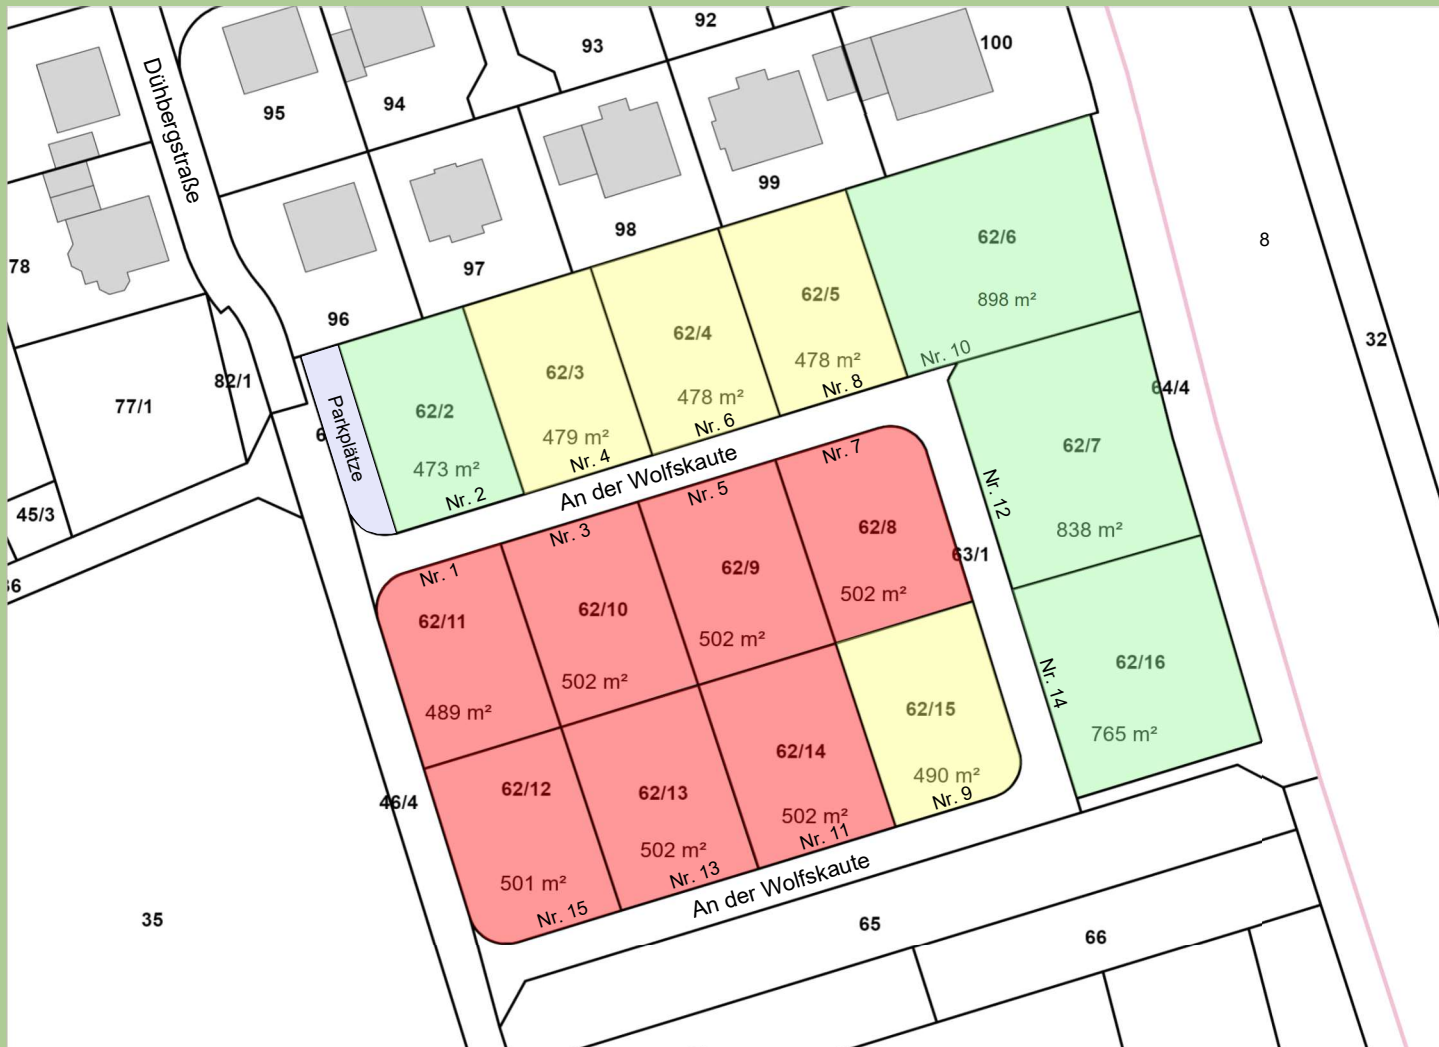 92
93
100
Dühbergstraße
95
94
99
98
97
78
96
8
62/6
898 m²
62/5
478 m²
Nr. 8
Nr. 10
62/4
478 m²
Nr. 6
62/3
479 m²
Nr. 4
62/2
473 m²
Nr. 2
Parkplätze
32
82/1
77/1
64/4
62/7
838 m²
Nr. 12
An der Wolfskaute
45/3
Nr. 7
62/8
502 m²
63/1
Nr. 5
62/9
502 m²
Nr. 3
62/10
502 m²
Nr. 1
62/11
489 m²
62/16
765 m²
Nr. 14
62/15
490 m²
Nr. 9
62/14
502 m²
Nr. 11
62/13
502 m²
Nr. 13
62/12
501 m²
Nr. 15
46/4
An der Wolfskaute
35
65
66